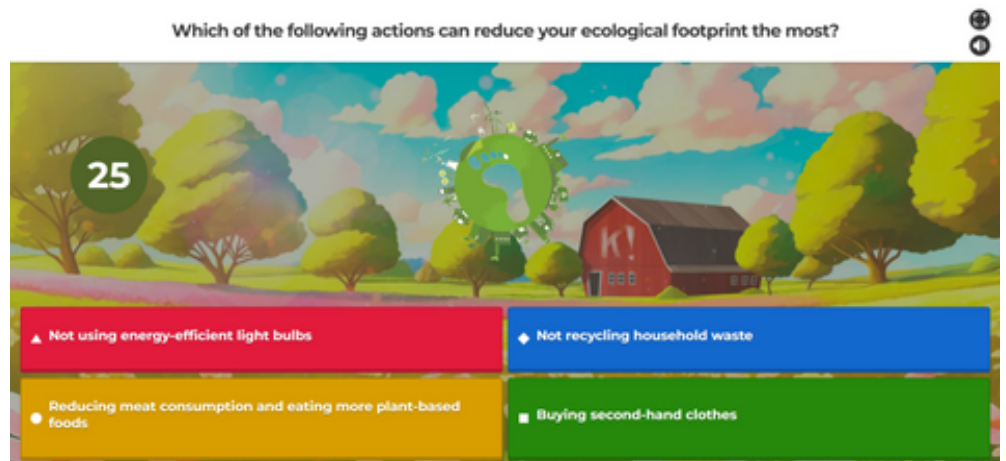 Which of the following actions can reduce your ecological footprint the most?
25
K!
Not using energy-efficient light bulbs
Not recycling household waste
Reducing meat consumption and eating more plant-based
foods
Buying second-hand clothes